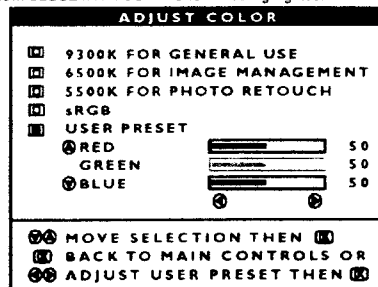 ADJUST COLOR
9300K FOR GENERAL USE
6500K FOR IMAGE MANAGEMENT
5500K FOR PHOTO RETOUCH
sRGB
USER PRESET
RED 50
GREEN 50
BLUE 50
MOVE SELECTION THEN
BACK TO MAIN CONTROLS OR
ADJUST USER PRESET THEN